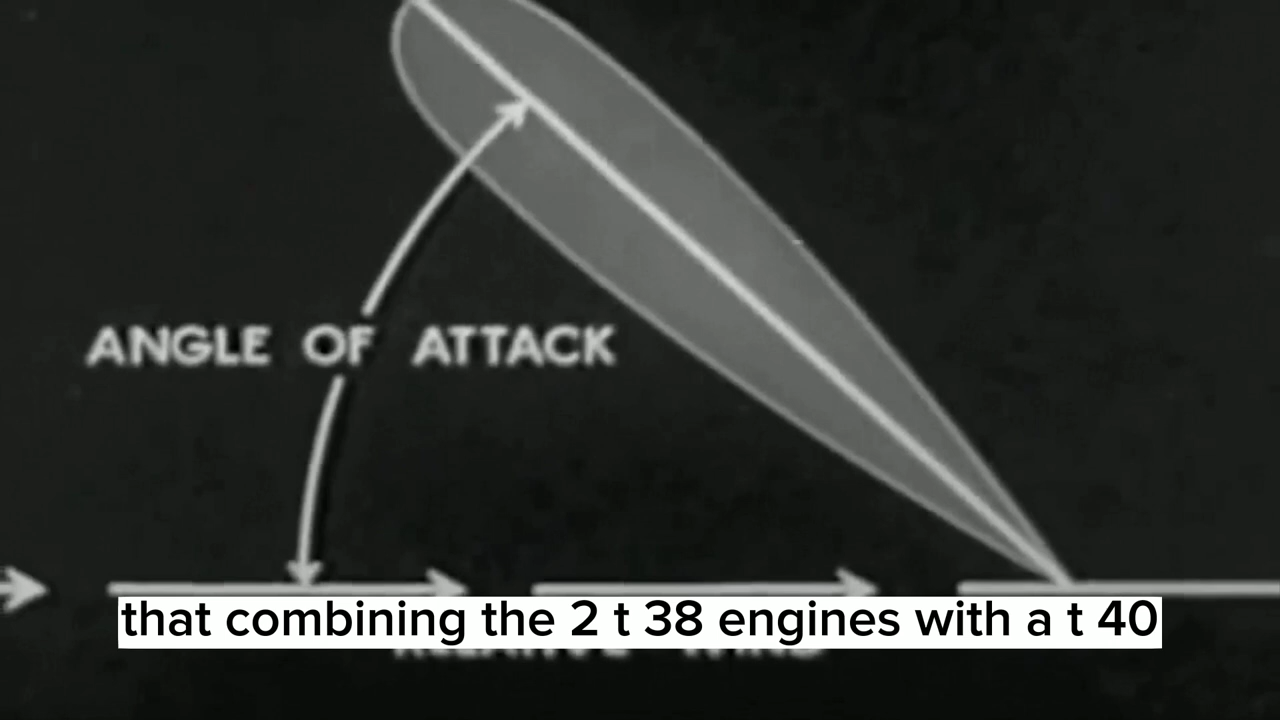 ANGLE OF ATTACK
that combining the 2 t 38 engines with a t 40